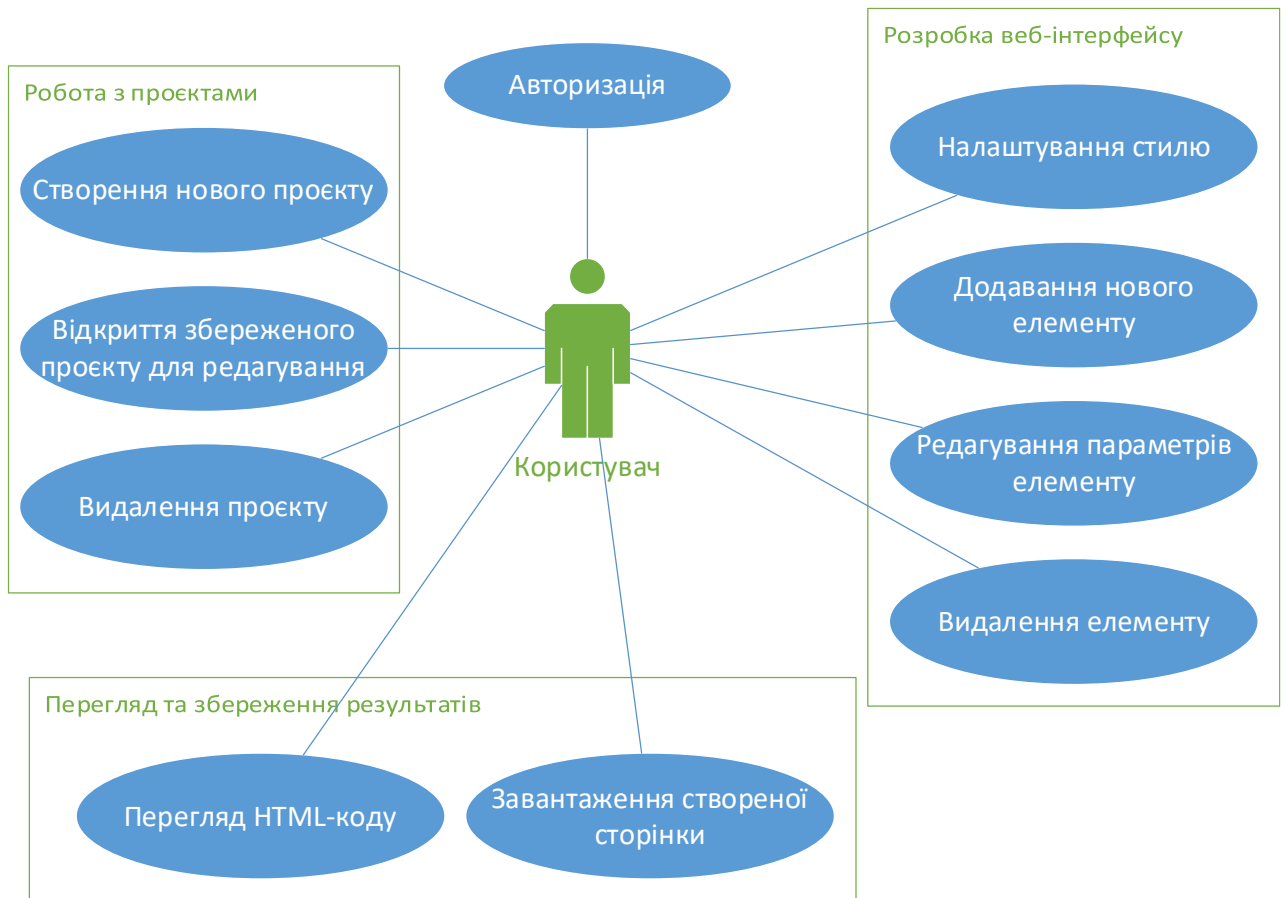 Авторизація
Робота з проєктами
Створення нового проєкту
Відкриття збереженого
проєкту для редагування
Видалення проєкту
Користувач
Розробка веб-інтерфейсу
Налаштування стилю
Додавання нового
елементу
Редагування параметрів
елементу
Видалення елементу
Перегляд та збереження результатів
Перегляд HTML-коду
Завантаження створеної
сторінки